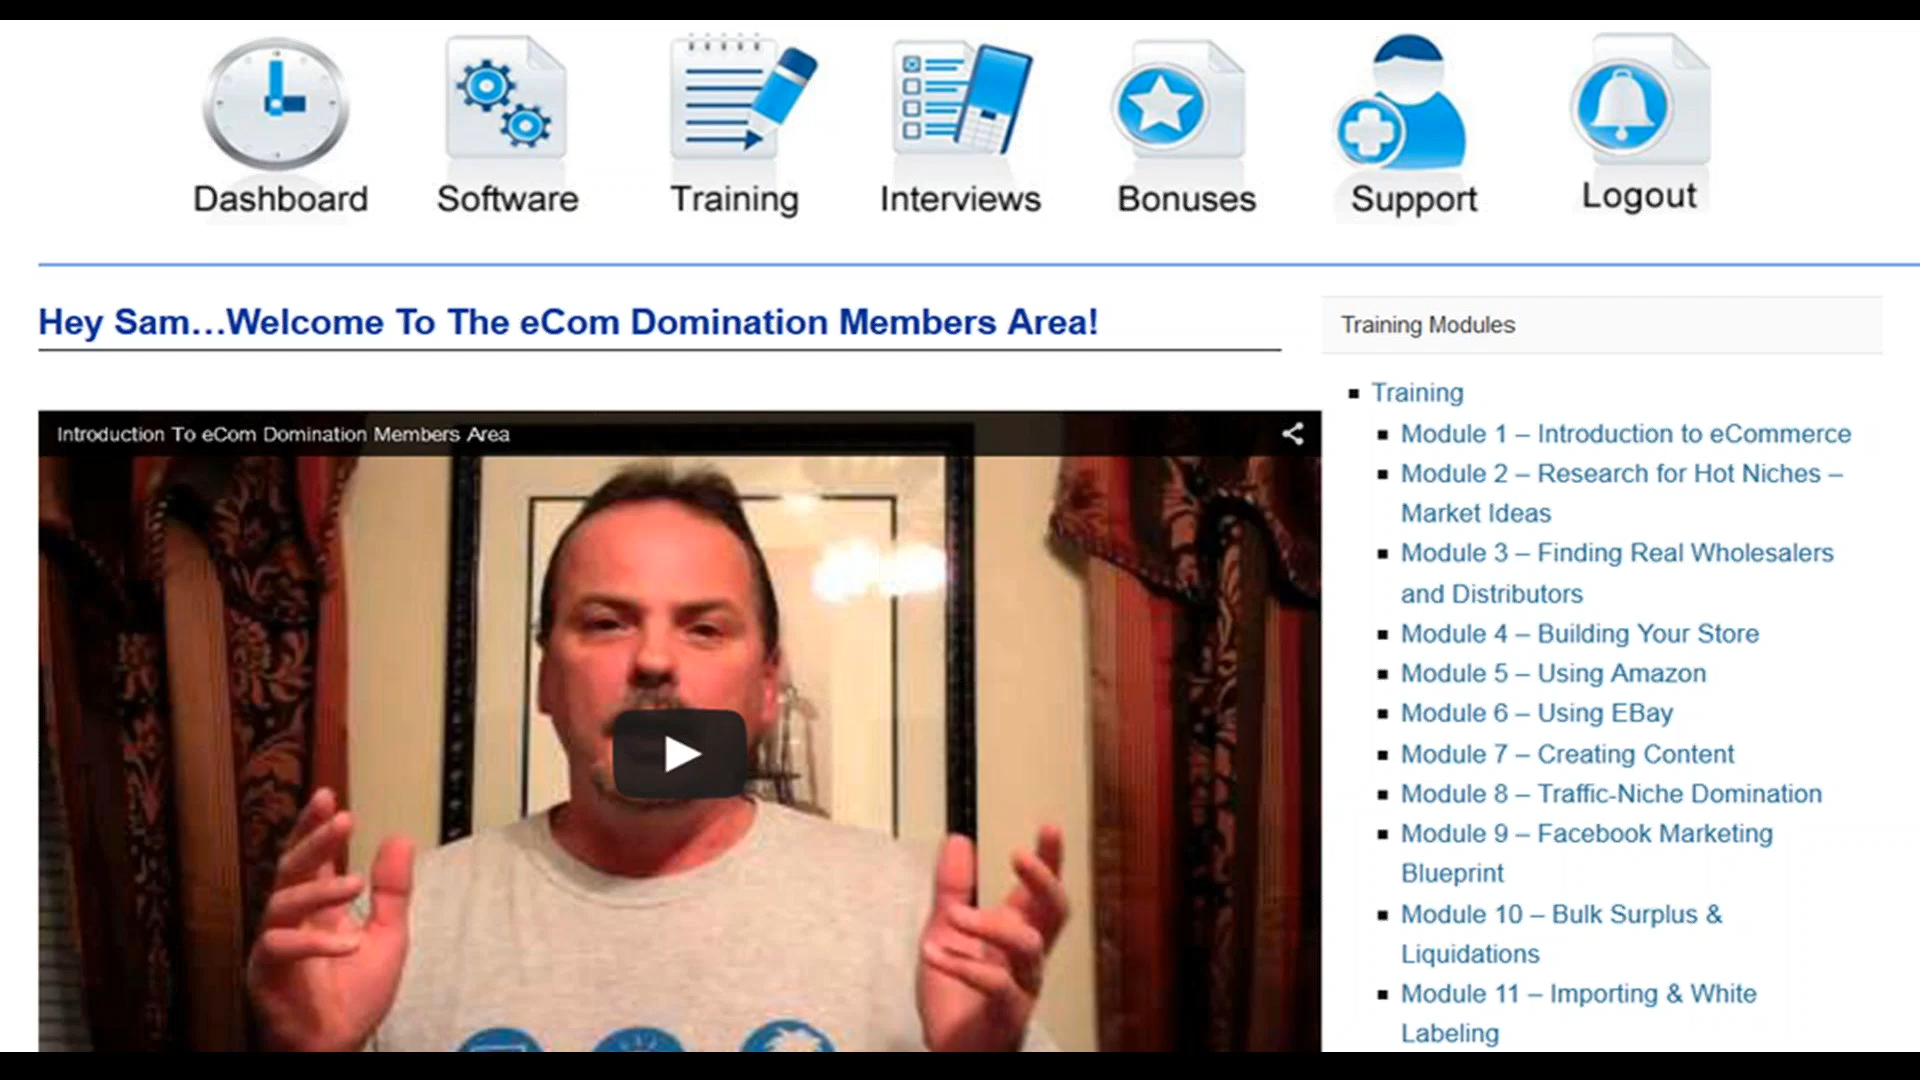 Dashboard Software Training Interviews Bonuses Support Logout
Hey Sam…Welcome To The eCom Domination Members Area!
Introduction To eCom Domination Members Area
Training Modules
Training
Module 1 – Introduction to eCommerce
Module 2 – Research for Hot Niches –
Market Ideas
Module 3 – Finding Real Wholesalers
and Distributors
Module 4 – Building Your Store
Module 5 – Using Amazon
Module 6 – Using EBay
Module 7 – Creating Content
Module 8 – Traffic-Niche Domination
Module 9 – Facebook Marketing
Blueprint
Module 10 – Bulk Surplus &
Liquidations
Module 11 – Importing & White
Labeling